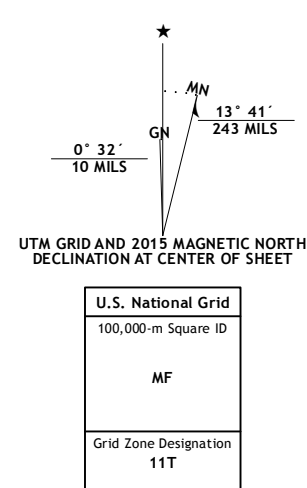 ★
MN
13° 41´
243 MILS
GN
0° 32´
10 MILS
UTM GRID AND 2015 MAGNETIC NORTH
DECLINATION AT CENTER OF SHEET
U.S. National Grid
100,000-m Square ID
MF
Grid Zone Designation
11T